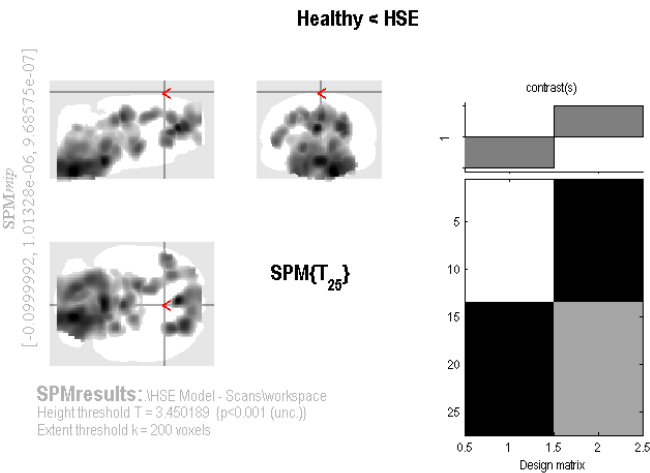 Healthy < HSE
SPMmip
[-0.0999992, 1.01328e-06, 9.68575e-07]
<
<
<
SPM{T25}
SPMresults: .\HSE Model - Scans\workspace
Height threshold T = 3.450189 {p<0.001 (unc.)}
Extent threshold k = 200 voxels
contrast(s)
1
5
10
15
20
25
0.5 1 1.5 2 2.5
Design matrix